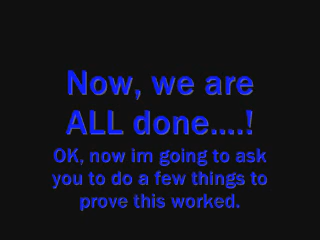 Now, we are
ALL done....!
OK, now im going to ask
you to do a few things to
prove this worked.